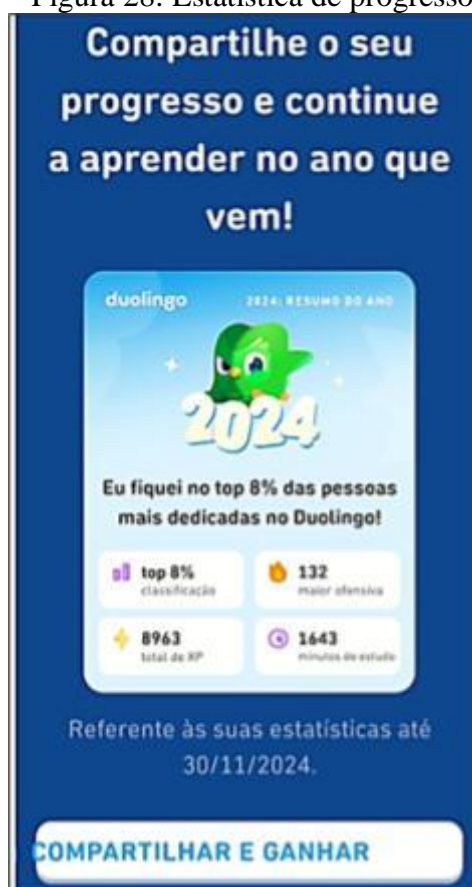 Figura 28: Estatística de progresso
Compartilhe o seu
progresso e continue
a aprender no ano que
vem!
duolingo
2024: RESUMO DO ANO
2024
Eu fiquei no top 8% das pessoas
mais dedicadas no Duolingo!
top 8%
classificação
132
maior ofensiva
8963
total de XP
1643
minutos de estudo
Referente às suas estatísticas até
30/11/2024.
COMPARTILHAR E GANHAR